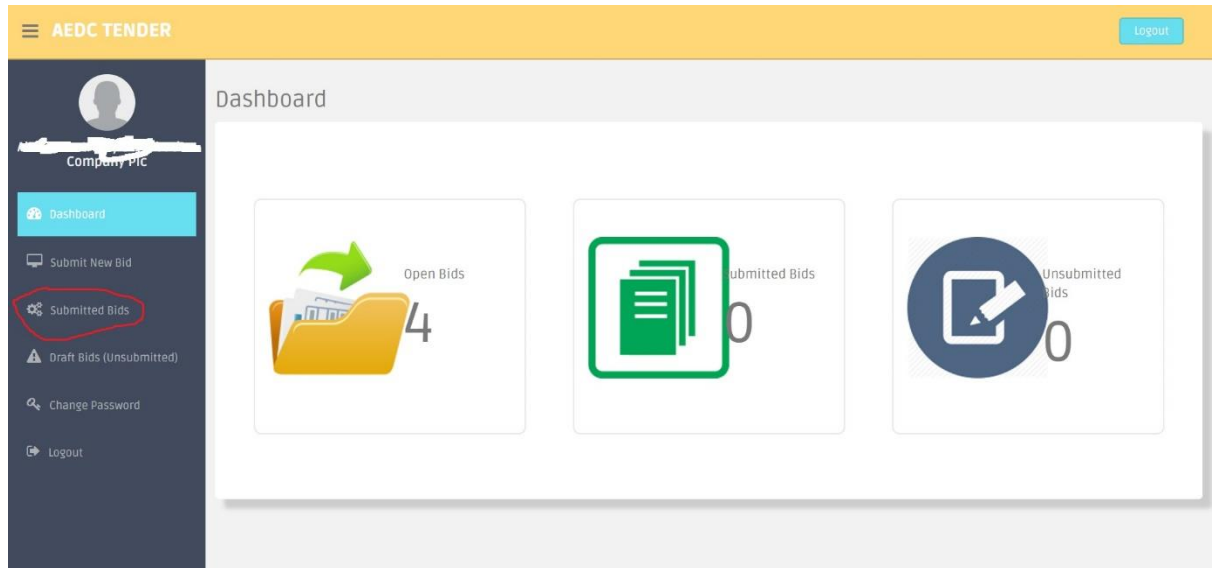 AEDC TENDER
Logout
Company Plc
Dashboard
Submit New Bid
Submitted Bids
Draft Bids (Unsubmitted)
Change Password
Logout
Dashboard
Open Bids
4
Submitted Bids
0
Unsubmitted
Bids
0